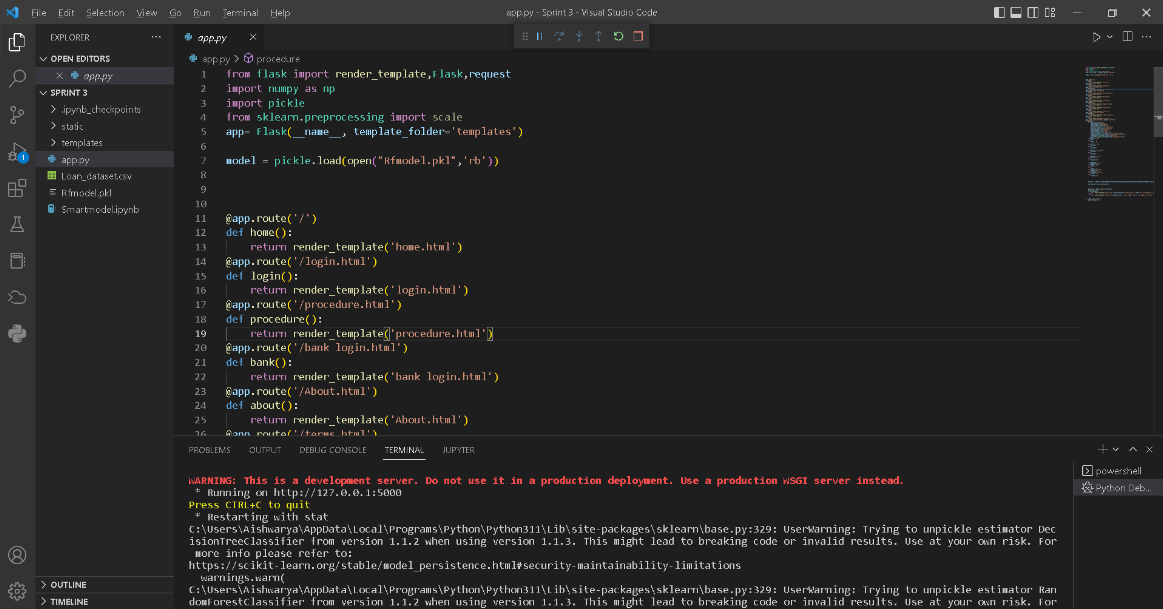 File Edit Selection View Go Run Terminal Help
app.py - Sprint 3 - Visual Studio Code
EXPLORER
OPEN EDITORS
app.py
SPRINT 3
.ipynb_checkpoints
static
templates
app.py
Loan_dataset.csv
Rfmodel.pkl
Smartmodel.ipynb
OUTLINE
TIMELINE
1
app.py
app.py > procedure
1 from flask import render_template,Flask,request
2 import numpy as np
3 import pickle
4 from sklearn.preprocessing import scale
5 app= Flask(__name__, template_folder='templates')
6
7 model = pickle.load(open("Rfmodel.pkl",'rb'))
8
9
10
11 @app.route('/')
12 def home():
13 return render_template('home.html')
14 @app.route('/login.html')
15 def login():
16 return render_template('login.html')
17 @app.route('/procedure.html')
18 def procedure():
19 return render_template('procedure.html')
20 @app.route('/bank login.html')
21 def bank():
22 return render_template('bank login.html')
23 @app.route('/About.html')
24 def about():
25 return render_template('About.html')
26 @app.route('/terms.html')
PROBLEMS OUTPUT DEBUG CONSOLE TERMINAL JUPYTER
WARNING: This is a development server. Do not use it in a production deployment. Use a production WSGI server instead.
* Running on http://127.0.0.1:5000
Press CTRL+C to quit
* Restarting with stat
C:\Users\Aishwarya\AppData\Local\Programs\Python\Python311\Lib\site-packages\sklearn\base.py:329: UserWarning: Trying to unpickle estimator Dec
isionTreeClassifier from version 1.1.2 when using version 1.1.3. This might lead to breaking code or invalid results. Use at your own risk. For
more info please refer to:
https://scikit-learn.org/stable/model_persistence.html#security-maintainability-limitations
warnings.warn(
C:\Users\Aishwarya\AppData\Local\Programs\Python\Python311\Lib\site-packages\sklearn\base.py:329: UserWarning: Trying to unpickle estimator Ran
domForestClassifier from version 1.1.2 when using version 1.1.3. This might lead to breaking code or invalid results. Use at your own risk. For
powershell
Python Deb...